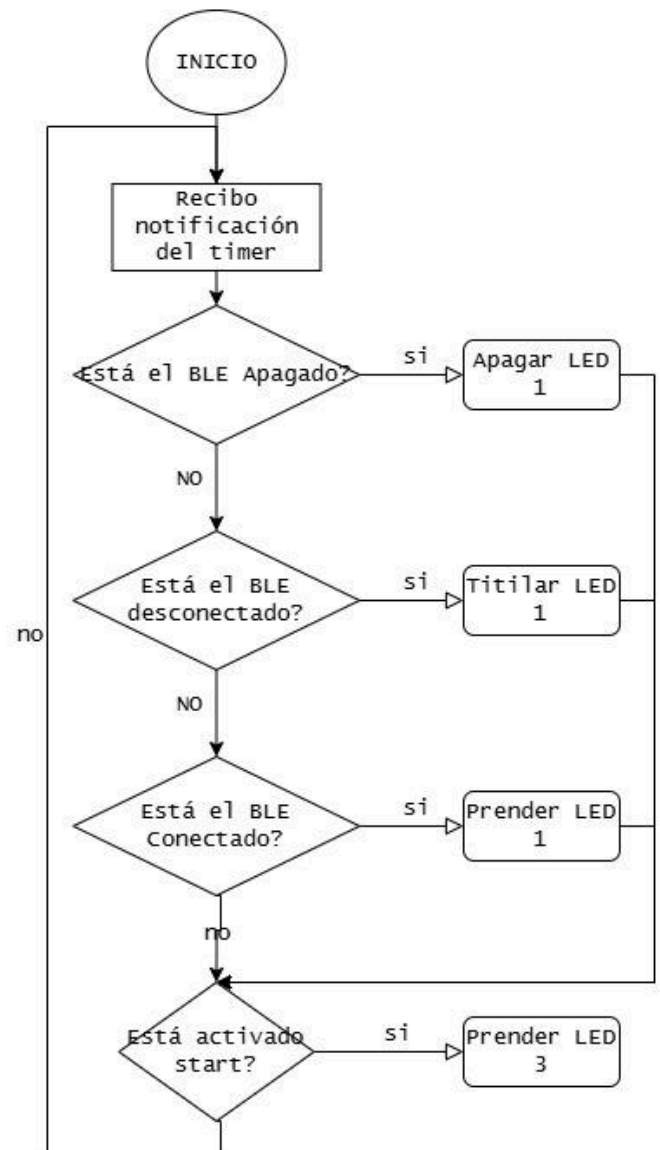 INICIO
Recibo
notificación
del timer
Está el BLE Apagado?
si
Apagar LED
1
NO
Está el BLE
desconectado?
si
Titilar LED
1
no
NO
Está el BLE
Conectado?
si
Prender LED
1
no
Está activado
start?
si
Prender LED
3